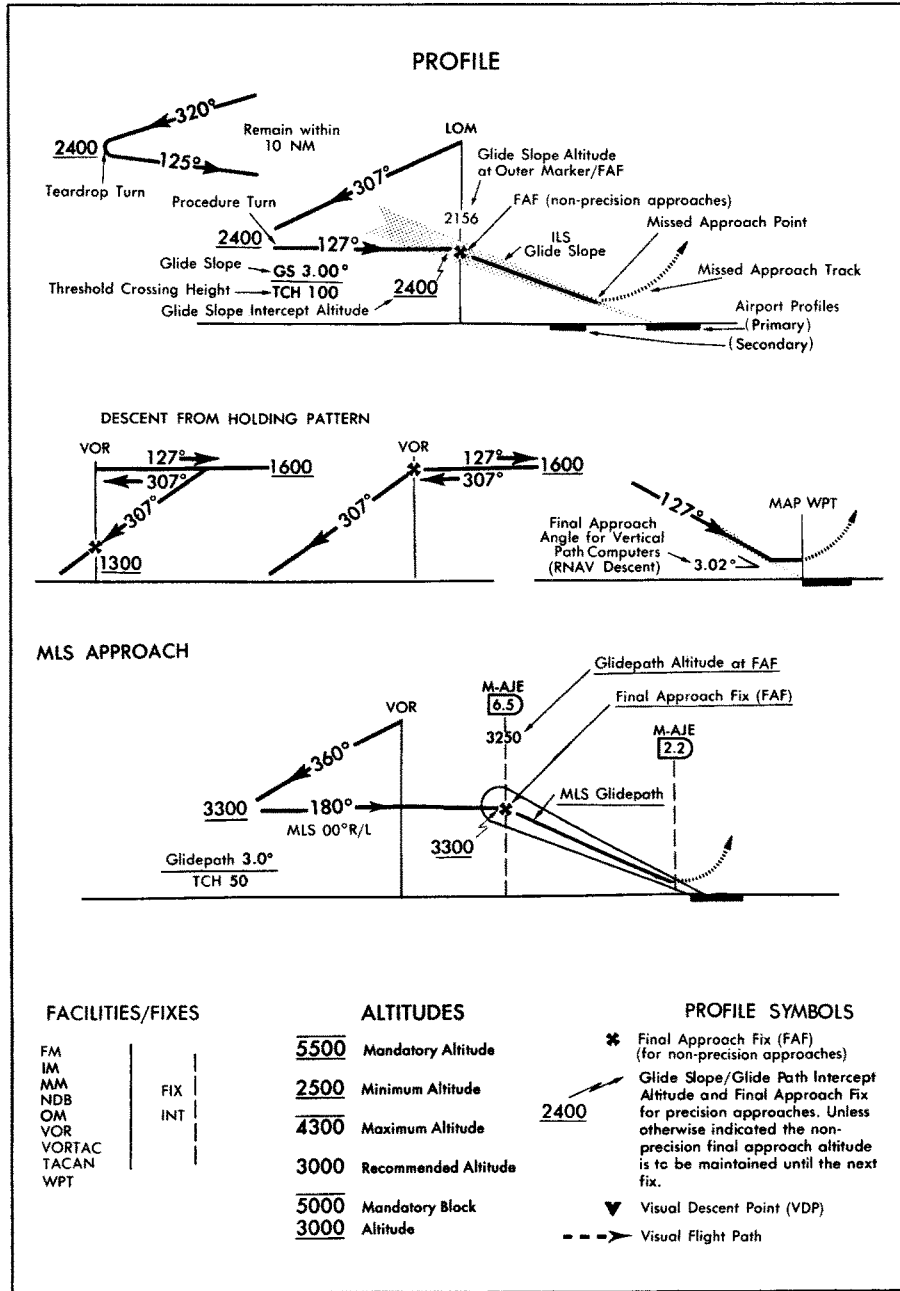 PROFILE
320°
Remain within
10 NM
2400
125°
Teardrop Turn
LOM
Glide Slope Altitude
at Outer Marker/FAF
307°
Procedure Turn
2156
FAF (non-precision approaches)
2400
127°
ILS
Glide Slope
Missed Approach Point
Missed Approach Track
Glide Slope
GS 3.00°
2400
Threshold Crossing Height
TCH 100
Glide Slope Intercept Altitude
Airport Profiles
(Primary)
(Secondary)
DESCENT FROM HOLDING PATTERN
VOR
127°
307°
1600
307°
1300
VOR
127°
307°
1600
307°
127°
MAP WPT
Final Approach
Angle for Vertical
Path Computers
(RNAV Descent)
3.02°
MLS APPROACH
Glidepath Altitude at FAF
M-AJE
6.5
Final Approach Fix (FAF)
VOR
3250
M-AJE
2.2
360°
MLS Glidepath
3300
180°
MLS 00°R/L
3300
Glidepath 3.0°
TCH 50
FACILITIES/FIXES
FM
IM
MM
NDB
OM
VOR
VORTAC
TACAN
WPT
FIX
INT
ALTITUDES
5500 Mandatory Altitude
2500 Minimum Altitude
4300 Maximum Altitude
3000 Recommended Altitude
5000 Mandatory Block
3000 Altitude
PROFILE SYMBOLS
Final Approach Fix (FAF)
(for non-precision approaches)
2400
Glide Slope/Glide Path Intercept
Altitude and Final Approach Fix
for precision approaches. Unless
otherwise indicated the non-
precision final approach altitude
is to be maintained until the next
fix.
Visual Descent Point (VDP)
Visual Flight Path